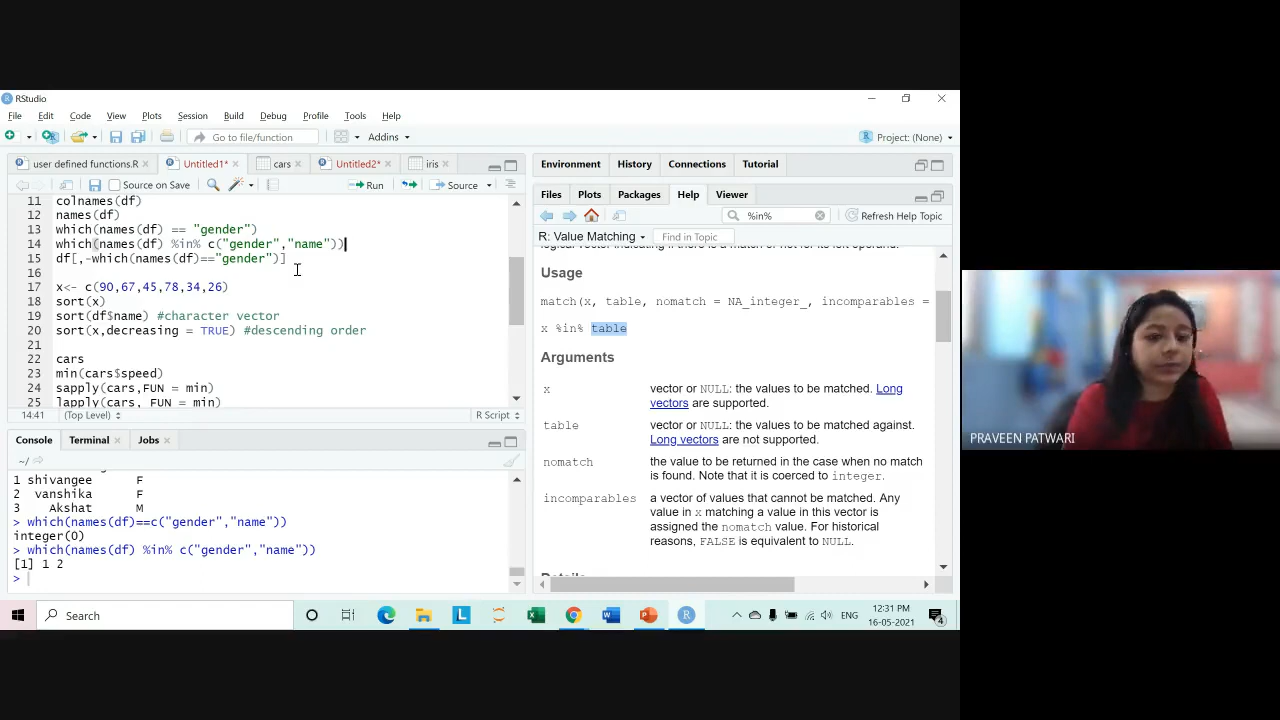 RStudio
File Edit Code View Plots Session Build Debug Profile Tools Help
Go to file/function Addins Project: (None)
user defined functions.R Untitled1* cars Untitled2* iris
Source on Save Run Source
11 colnames(df)
12 names(df)
13 which(names(df) == "gender")
14 which(names(df) %in% c("gender","name"))
15 df[,-which(names(df)=="gender")]
16
17 x<- c(90,67,45,78,34,26)
18 sort(x)
19 sort(df$name) #character vector
20 sort(x,decreasing = TRUE) #descending order
21
22 cars
23 min(cars$speed)
24 sapply(cars,FUN = min)
25 lapply(cars, FUN = min)
14:41 (Top Level) R Script
Console Terminal Jobs
~/
1 shivangee F
2 vanshika F
3 Akshat M
> which(names(df)==c("gender","name"))
integer(0)
> which(names(df) %in% c("gender","name"))
[1] 1 2
>
Environment History Connections Tutorial
Files Plots Packages Help Viewer
%in% Refresh Help Topic
R: Value Matching Find in Topic
Usage
match(x, table, nomatch = NA_integer_, incomparables =
x %in% table
Arguments
x vector or NULL: the values to be matched. Long
vectors are supported.
table vector or NULL: the values to be matched against.
Long vectors are not supported.
nomatch the value to be returned in the case when no match
is found. Note that it is coerced to integer.
incomparables a vector of values that cannot be matched. Any
value in x matching a value in this vector is
assigned the nomatch value. For historical
reasons, FALSE is equivalent to NULL.
PRAVEEN PATWARI
Search
ENG
12:31 PM
16-05-2021
4